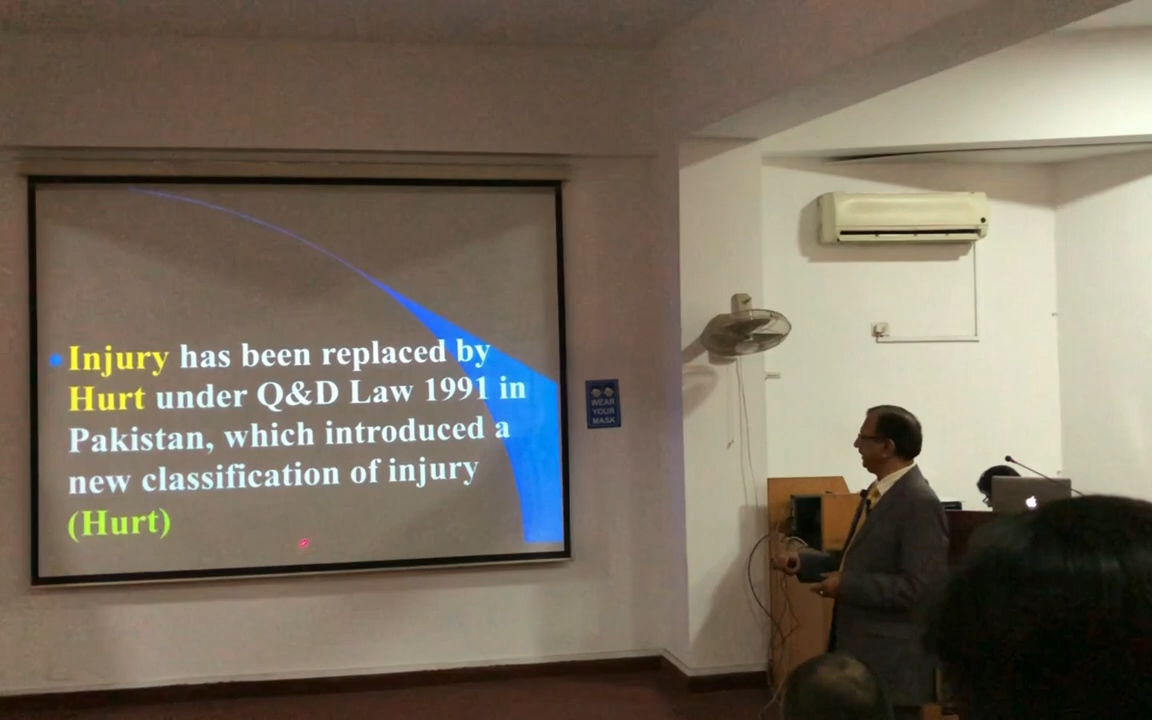 Injury has been replaced by
Hurt under Q&D Law 1991 in
Pakistan, which introduced a
new classification of injury
(Hurt)
WEAR
YOUR
MASK